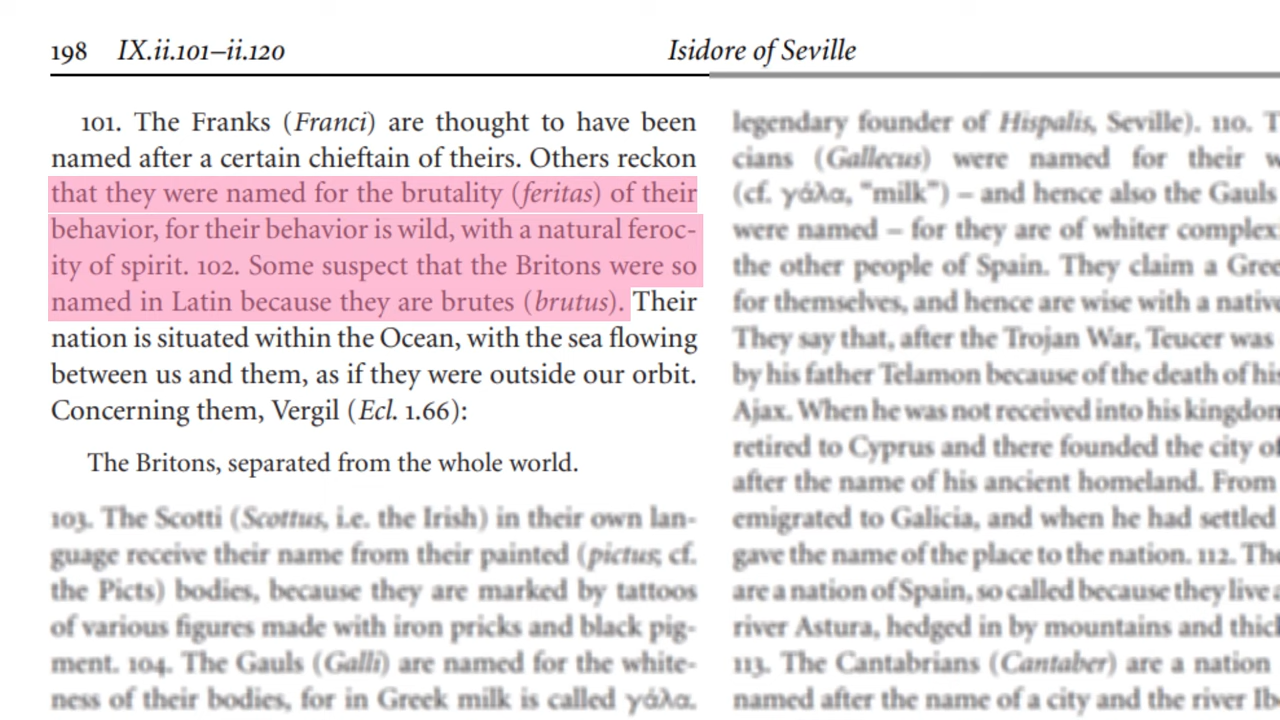 198 IX.ii.101–ii.120 Isidore of Seville
101. The Franks (Franci) are thought to have been
named after a certain chieftain of theirs. Others reckon
that they were named for the brutality (feritas) of their
behavior, for their behavior is wild, with a natural feroc-
ity of spirit. 102. Some suspect that the Britons were so
named in Latin because they are brutes (brutus). Their
nation is situated within the Ocean, with the sea flowing
between us and them, as if they were outside our orbit.
Concerning them, Vergil (Ecl. 1.66):
The Britons, separated from the whole world.
103. The Scotti (Scottus, i.e. the Irish) in their own lan-
guage receive their name from their painted (pictus; cf.
the Picts) bodies, because they are marked by tattoos
of various figures made with iron pricks and black pig-
ment. 104. The Gauls (Galli) are named for the white-
ness of their bodies, for in Greek milk is called γάλα.
legendary founder of Hispalis, Seville). 110.
cians (Gallecus) were named for their
(cf. γάλα, “milk”) – and hence also the Gauls
were named – for they are of whiter
the other people of Spain. They claim a
for themselves, and hence are wise with a
They say that, after the Trojan War, Teucer was
by his father Telamon because of the death of
Ajax. When he was not received into his
retired to Cyprus and there founded the city
after the name of his ancient homeland. From
emigrated to Galicia, and when he had settled
gave the name of the place to the nation. 112.
are a nation of Spain, so called because they live
river Astura, hedged in by mountains and
113. The Cantabrians (Cantaber) are a nation
named after the name of a city and the river